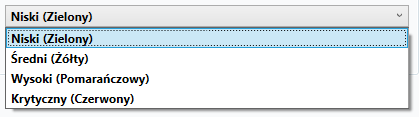 Niski (Zielony)
Niski (Zielony)
Średni (Żółty)
Wysoki (Pomarańczowy)
Krytyczny (Czerwony)